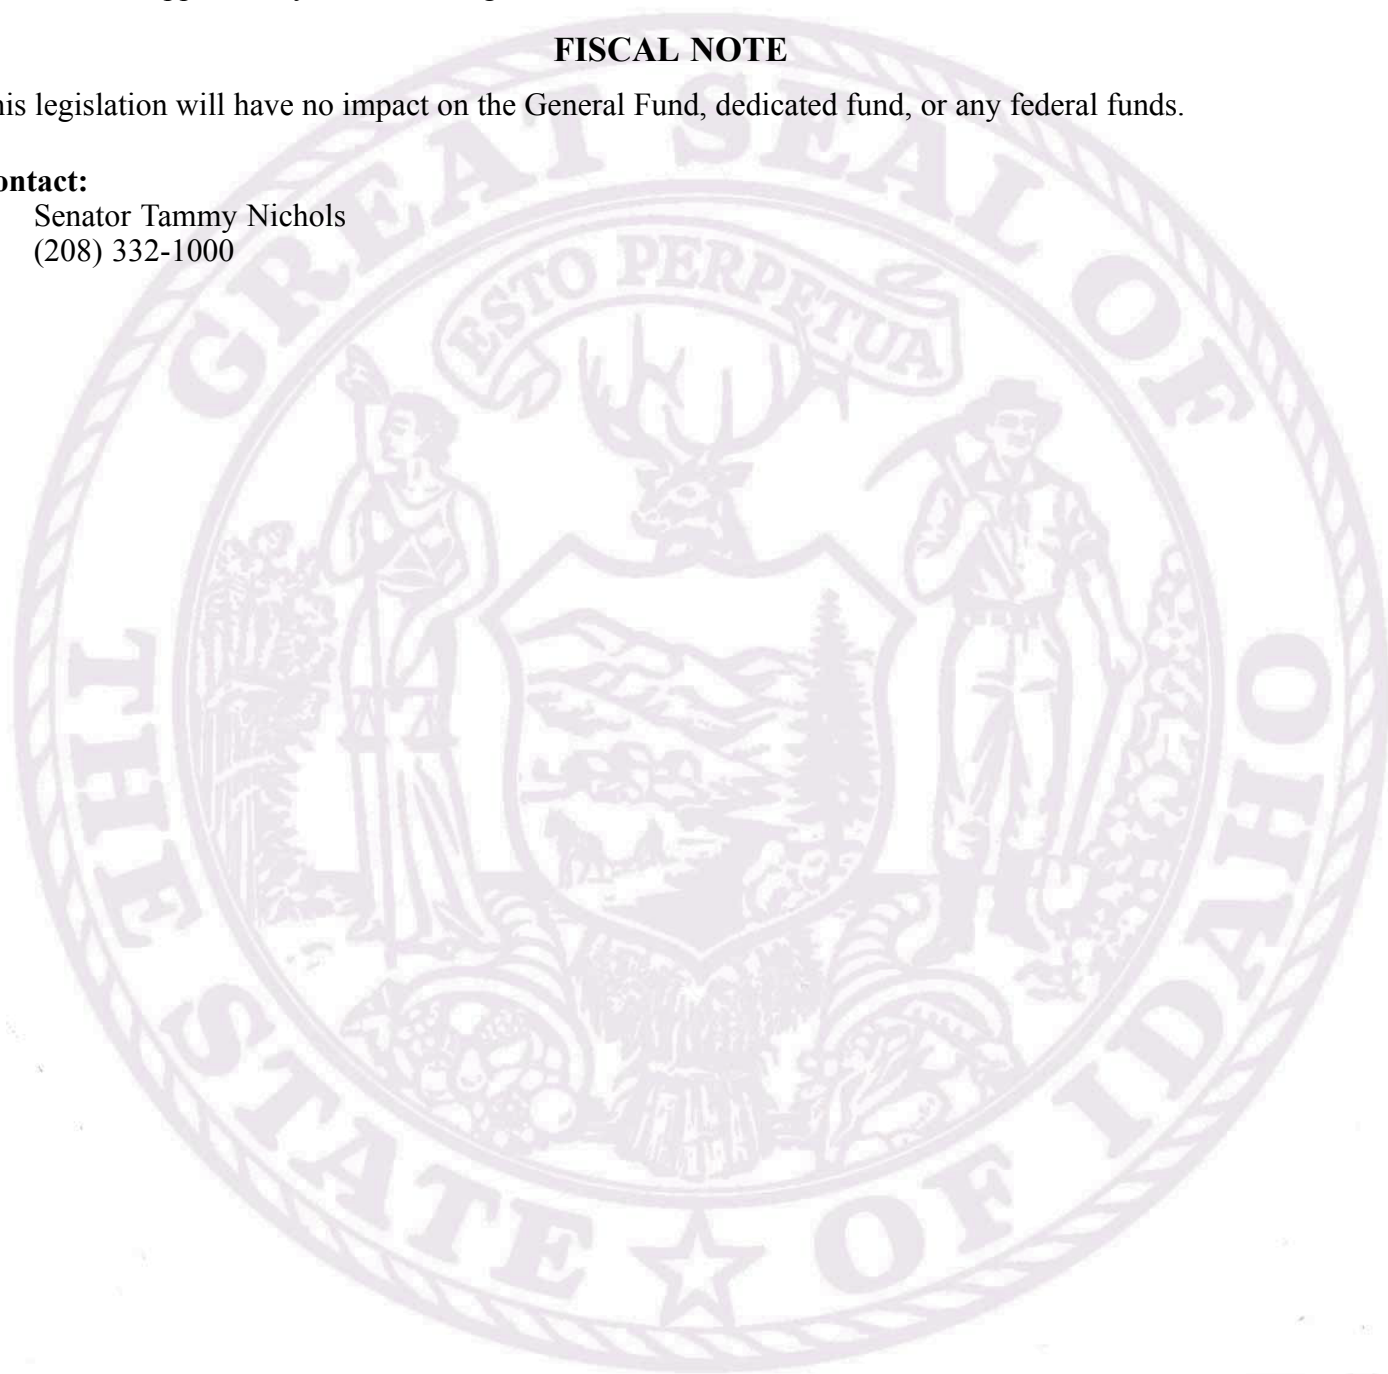 FISCAL NOTE
his legislation will have no impact on the General Fund, dedicated fund, or any federal funds.
ontact:
Senator Tammy Nichols
(208) 332-1000
GREAT SEAL OF
THE STATE OF IDAHO
ESTO PERPETUA